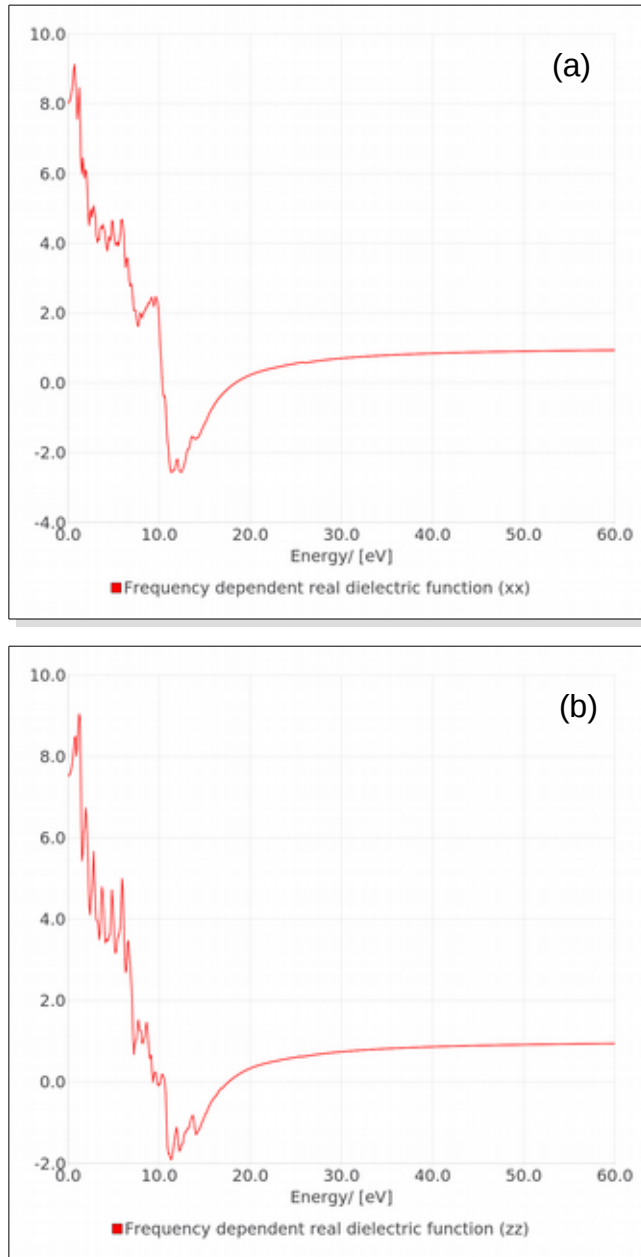 10.0
(a)
8.0
6.0
4.0
2.0
0.0
-2.0
-4.0
0.0 10.0 20.0 30.0 40.0 50.0 60.0
Energy/ [eV]
Frequency dependent real dielectric function (xx)
10.0
(b)
8.0
6.0
4.0
2.0
0.0
-2.0
0.0 10.0 20.0 30.0 40.0 50.0 60.0
Energy/ [eV]
Frequency dependent real dielectric function (zz)